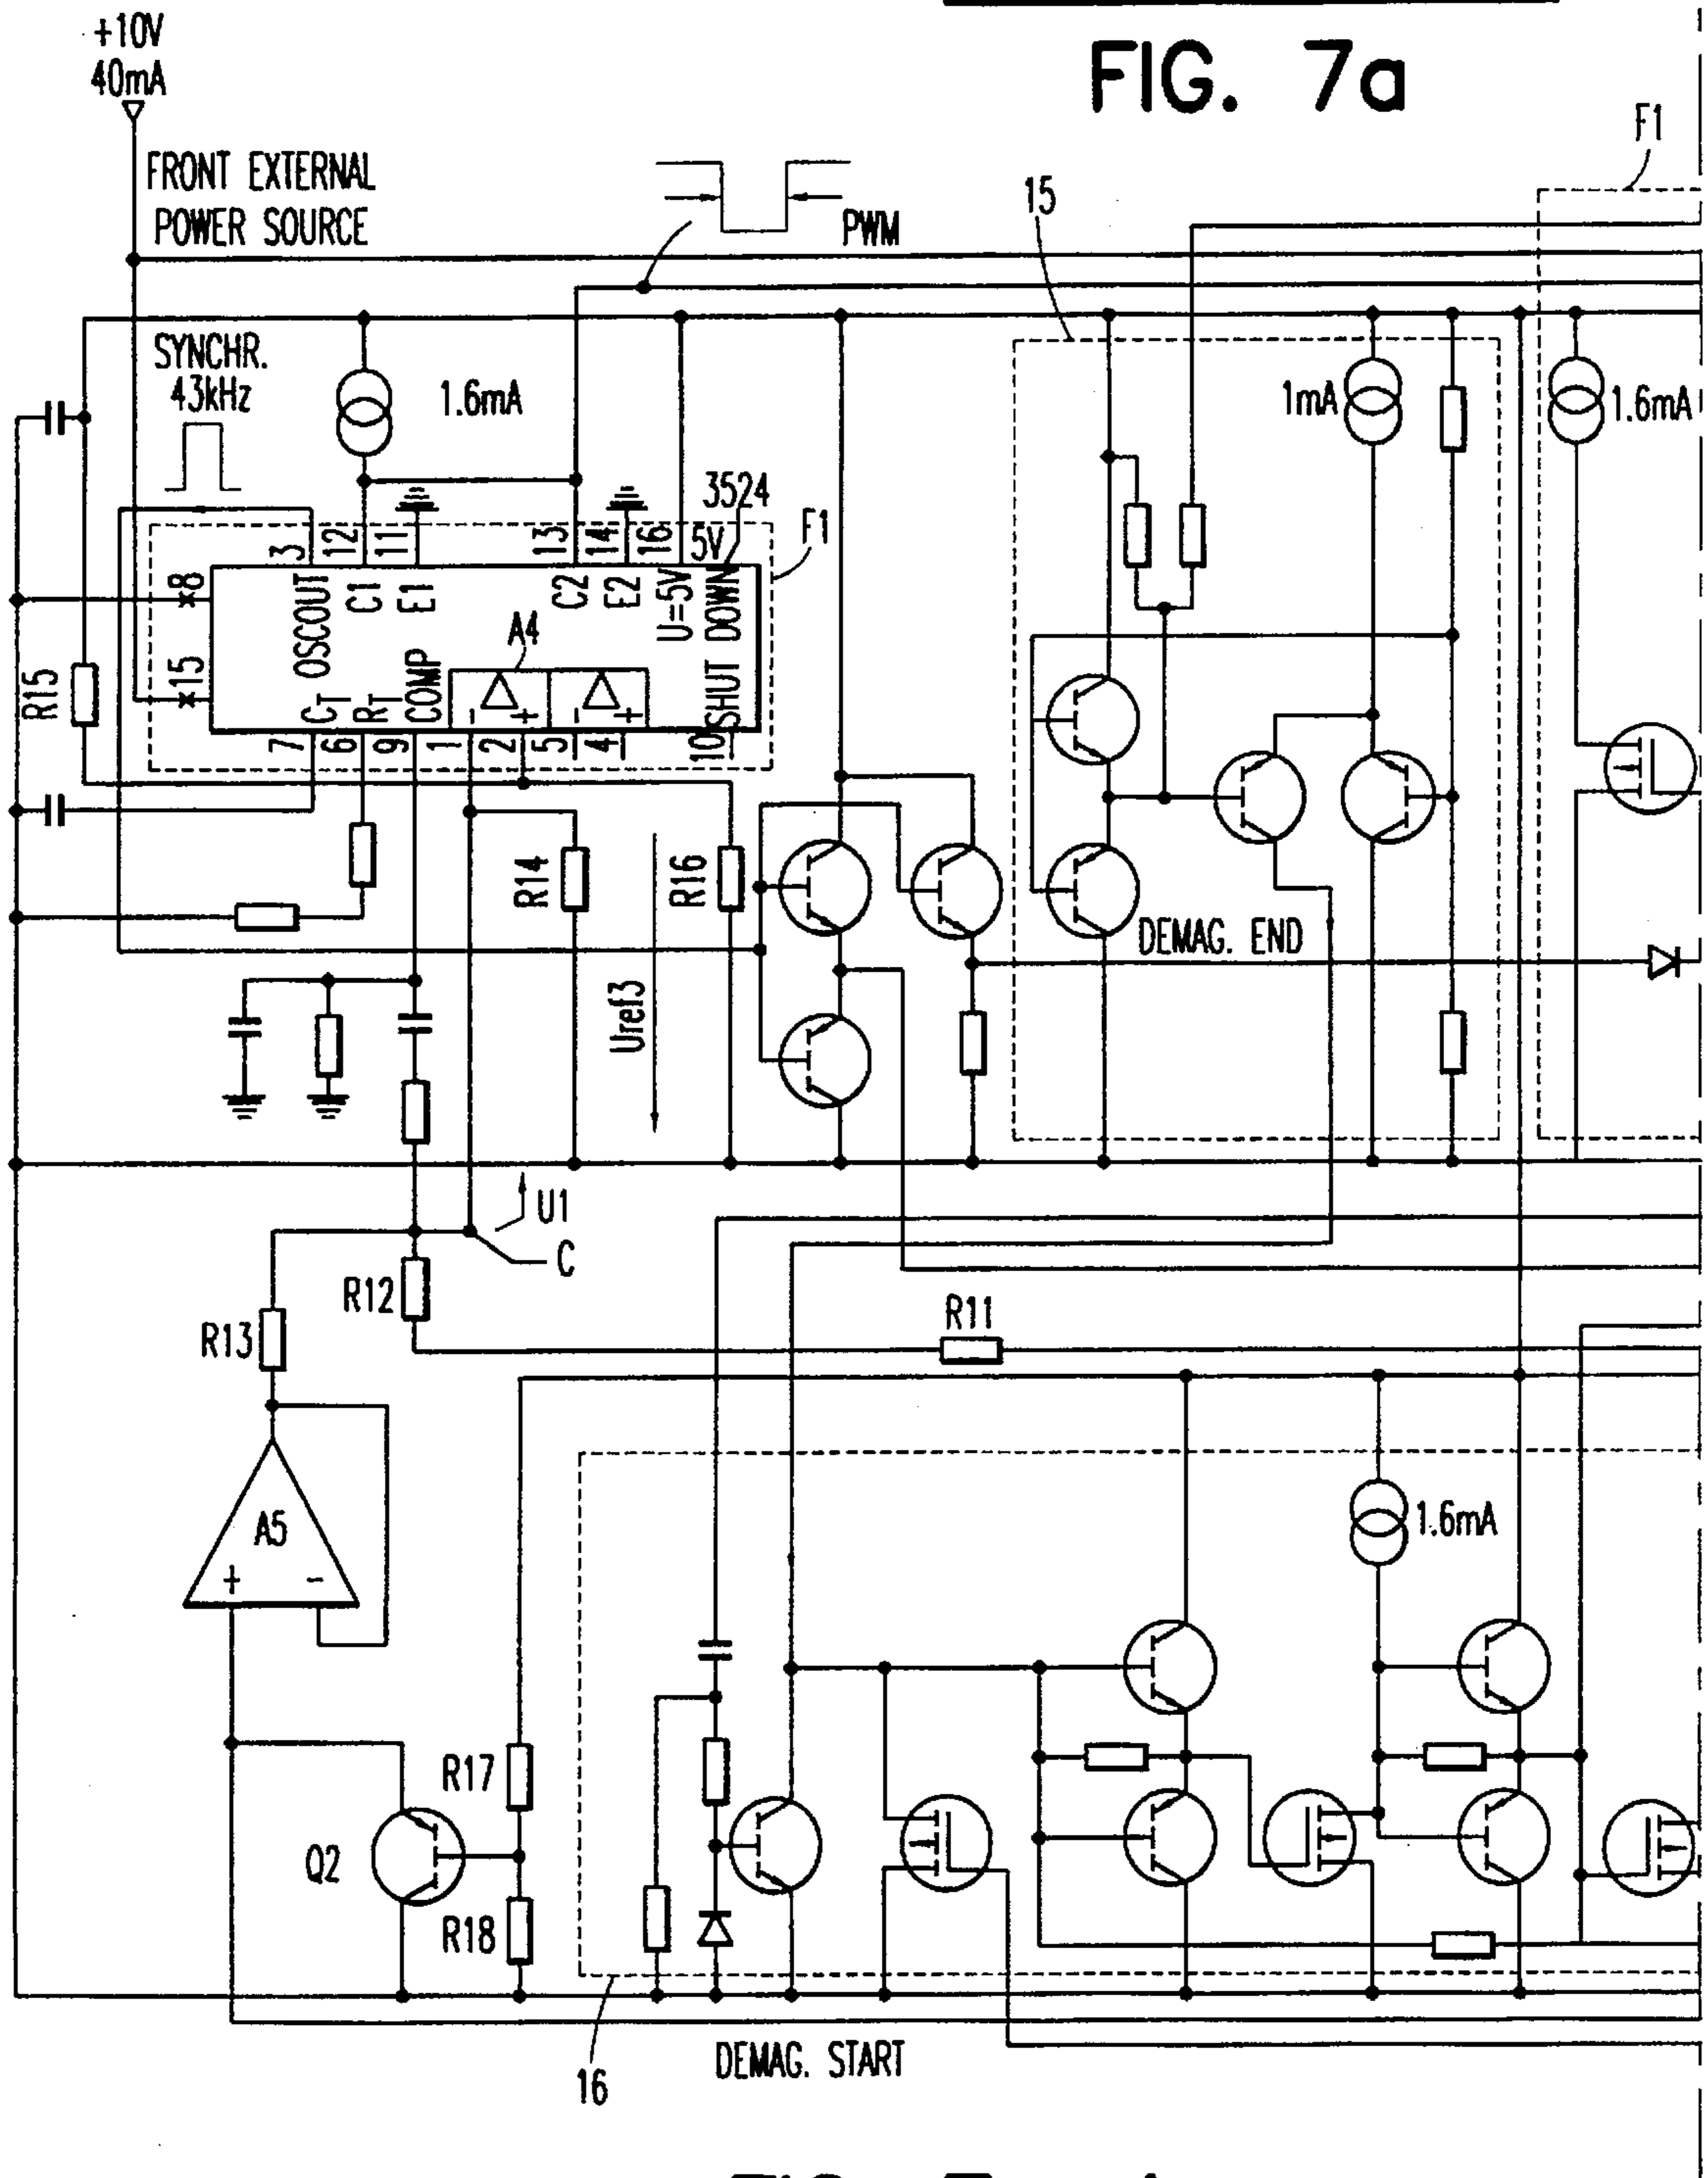 FIG. 7a
+10V
40mA
FRONT EXTERNAL
POWER SOURCE
PWM
15
F1
SYNCHR.
43kHz
1.6mA
1mA
1.6mA
3524
F1
3
12
11
13
14
16
5V
×8
×15
OSCOUT
C1
E1
C2
E2
U=5V
SHUT DOWN
A4
CT
RT
COMP
-
+
-
+
7
6
9
1
2
5
4
10
R15
R14
Uref3
R16
DEMAG. END
U1
C
R12
R13
R11
A5
+
-
1.6mA
R17
Q2
R18
DEMAG. START
16